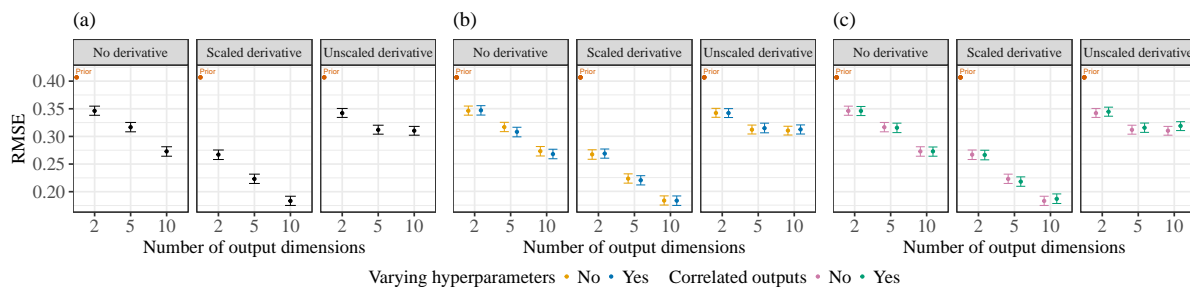 (a)
(b)
(c)
No derivative
Scaled derivative
Unscaled derivative
No derivative
Scaled derivative
Unscaled derivative
No derivative
Scaled derivative
Unscaled derivative
Prior
Prior
Prior
Prior
Prior
Prior
Prior
Prior
Prior
RMSE
0.40
0.35
0.30
0.25
0.20
2 5 10
2 5 10
2 5 10
2 5 10
2 5 10
2 5 10
2 5 10
2 5 10
2 5 10
Number of output dimensions
Number of output dimensions
Number of output dimensions
Varying hyperparameters No Yes Correlated outputs No Yes